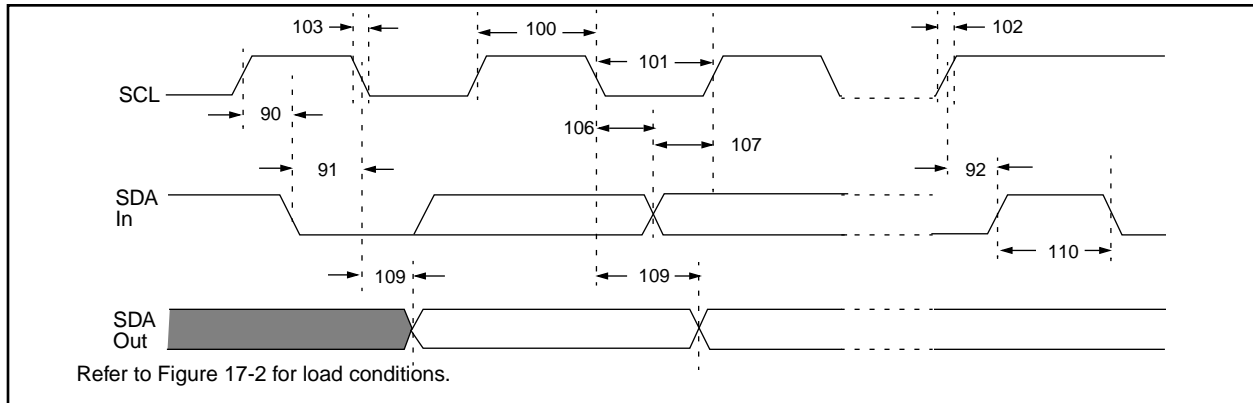 103
100
102
101
SCL
90
106
107
91
92
SDA
In
110
109
109
SDA
Out
Refer to Figure 17-2 for load conditions.